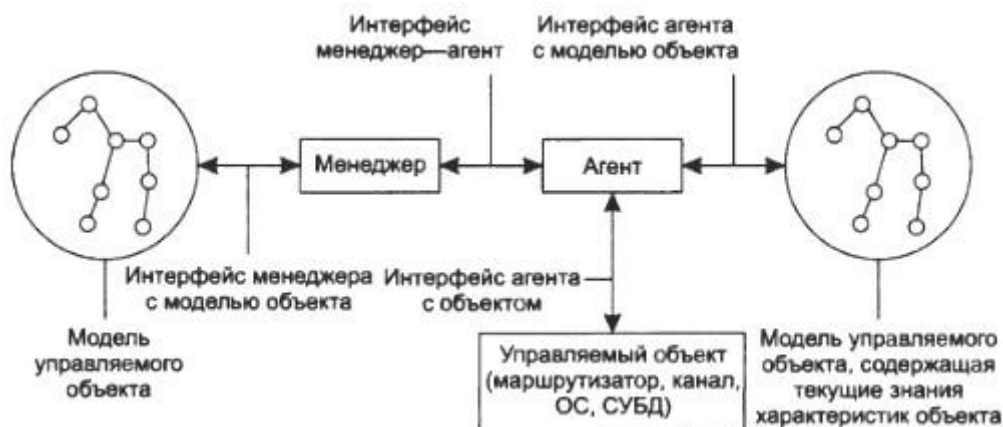 Интерфейс
менеджер—агент
Интерфейс агента
с моделью объекта
Менеджер
Агент
Интерфейс менеджера
с моделью объекта
Интерфейс агента
с объектом
Модель
управляемого
объекта
Управляемый объект
(маршрутизатор, канал,
ОС, СУБД)
Модель управляемого
объекта, содержащая
текущие знания
характеристик объекта